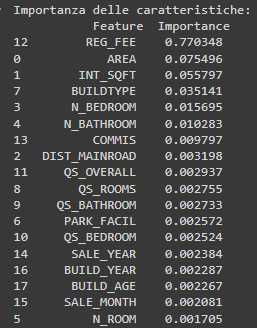 Importanza delle caratteristiche:
Feature Importance
12 REG_FEE 0.770348
0 AREA 0.075496
1 INT_SQFT 0.055797
7 BUILDTYPE 0.035141
3 N_BEDROOM 0.015695
4 N_BATHROOM 0.010283
13 COMMIS 0.009797
2 DIST_MAINROAD 0.003198
11 QS_OVERALL 0.002937
8 QS_ROOMS 0.002755
9 QS_BATHROOM 0.002733
6 PARK_FACIL 0.002572
10 QS_BEDROOM 0.002524
14 SALE_YEAR 0.002384
16 BUILD_YEAR 0.002287
17 BUILD_AGE 0.002267
15 SALE_MONTH 0.002081
5 N_ROOM 0.001705